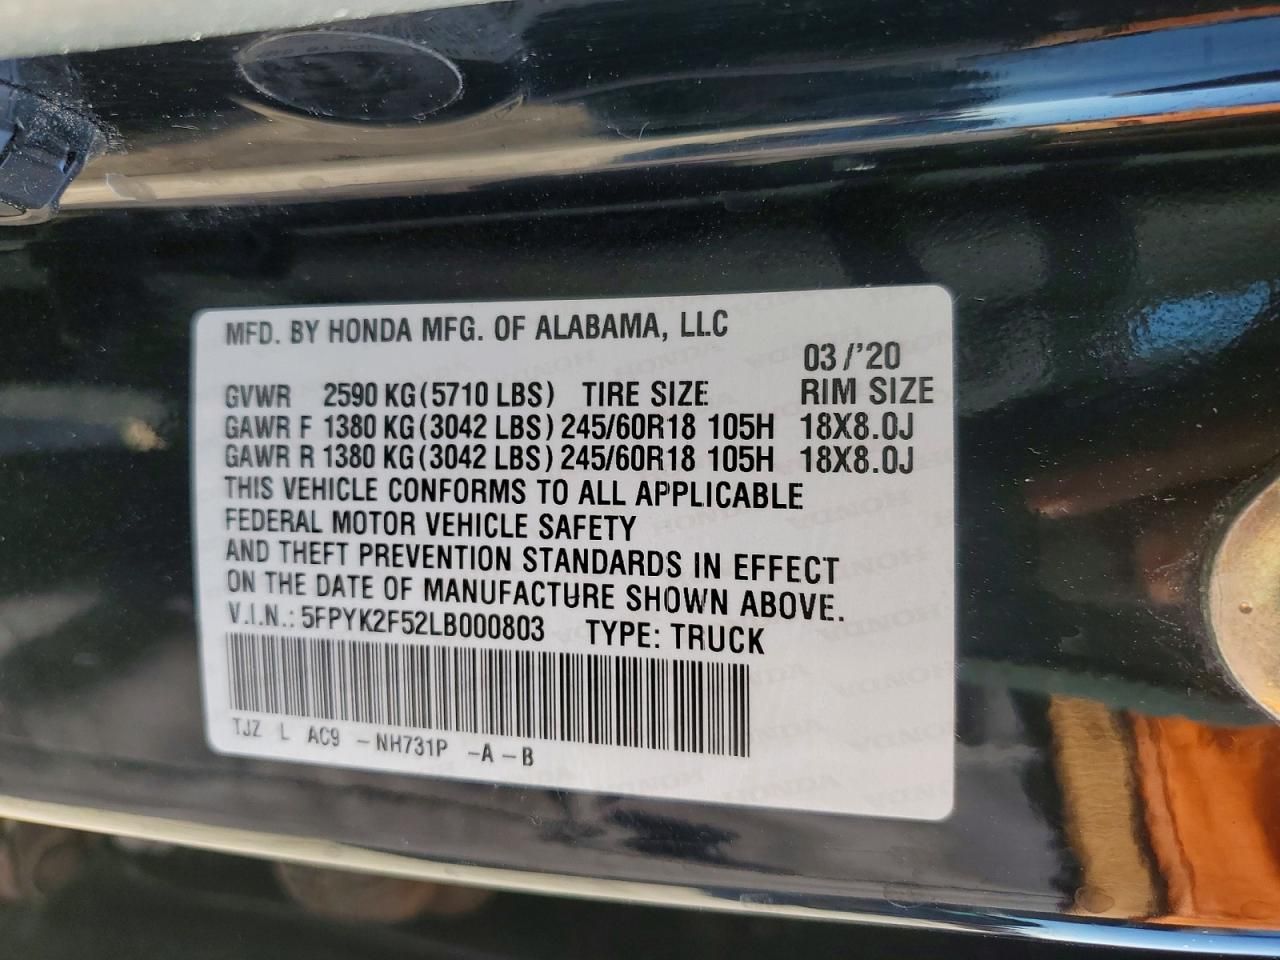 MFD. BY HONDA MFG. OF ALABAMA, LLC
03/'20
GVWR 2590 KG(5710 LBS) TIRE SIZE RIM SIZE
GAWR F 1380 KG(3042 LBS) 245/60R18 105H 18X8.0J
GAWR R 1380 KG(3042 LBS) 245/60R18 105H 18X8.0J
THIS VEHICLE CONFORMS TO ALL APPLICABLE
FEDERAL MOTOR VEHICLE SAFETY
AND THEFT PREVENTION STANDARDS IN EFFECT
ON THE DATE OF MANUFACTURE SHOWN ABOVE.
V.I.N.: 5FPYK2F52LB000803 TYPE: TRUCK
TJZ L AC9 -NH731P -A -B